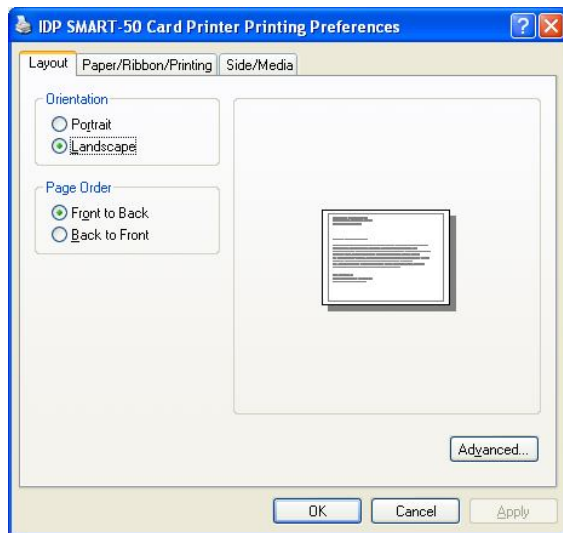 IDP SMART-50 Card Printer Printing Preferences
Layout Paper/Ribbon/Printing Side/Media
Orientation
Portrait
Landscape
Page Order
Front to Back
Back to Front
Advanced...
OK Cancel Apply